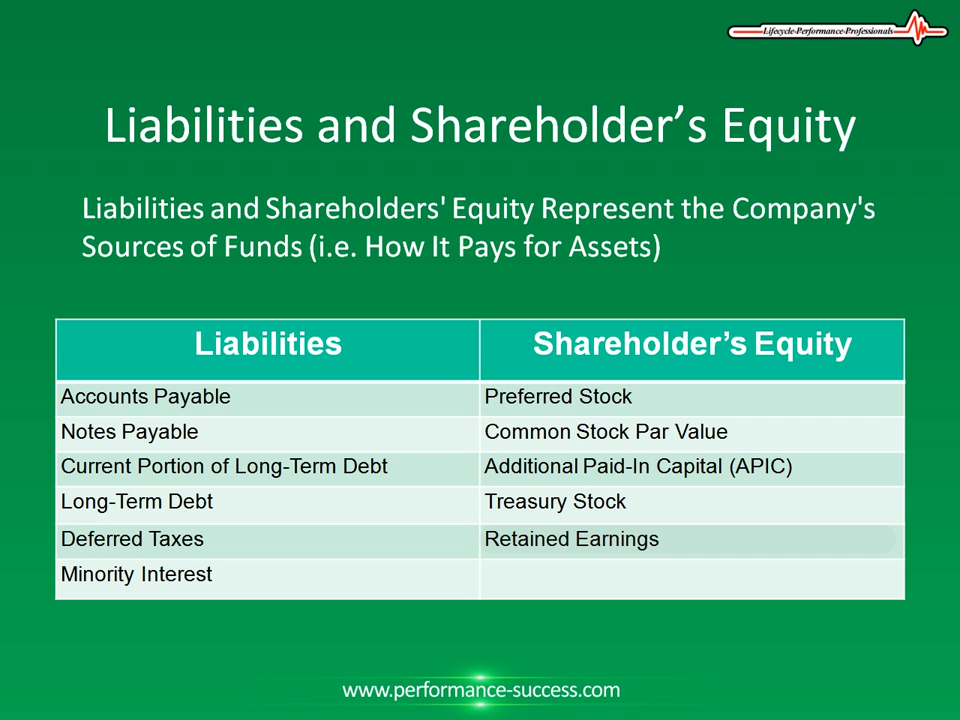 Lifecycle-Performance-Professionals
Liabilities and Shareholder’s Equity
Liabilities and Shareholders' Equity Represent the Company's
Sources of Funds (i.e. How It Pays for Assets)
Liabilities Shareholder’s Equity
Accounts Payable Preferred Stock
Notes Payable Common Stock Par Value
Current Portion of Long-Term Debt Additional Paid-In Capital (APIC)
Long-Term Debt Treasury Stock
Deferred Taxes Retained Earnings
Minority Interest
www.performance-success.com